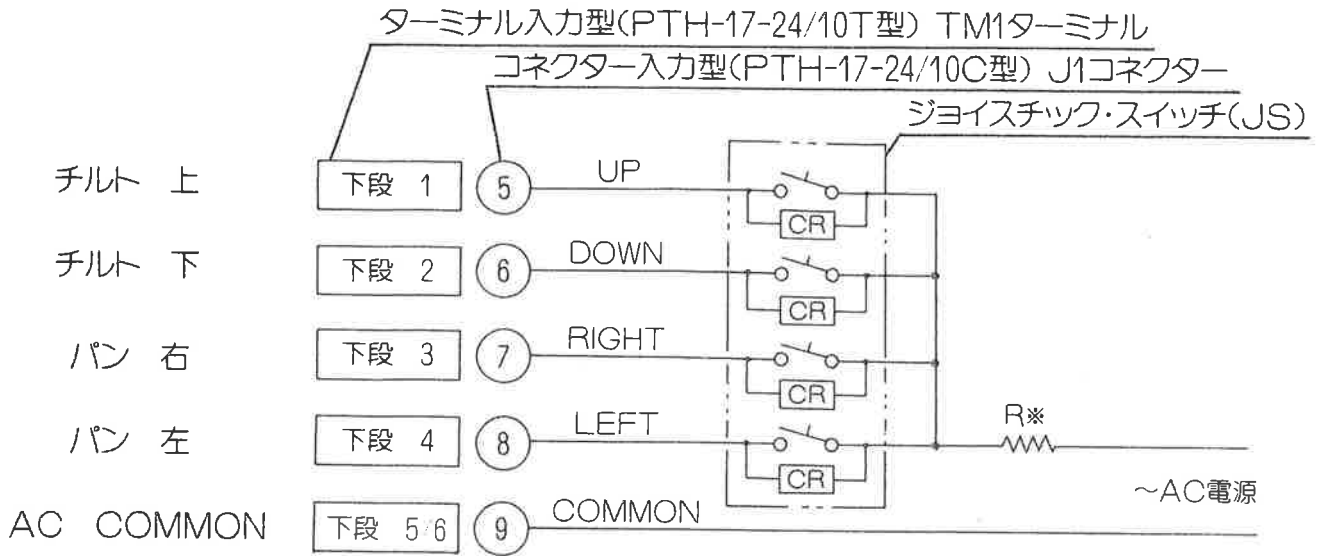 ターミナル入力型(PTH-17-24/10T型) TM1ターミナル
コネクター入力型(PTH-17-24/10C型) J1コネクター
ジョイスチック・スイッチ(JS)
チルト 上 下段 1 5 UP
CR
チルト 下 下段 2 6 DOWN
CR
パン 右 下段 3 7 RIGHT
CR
パン 左 下段 4 8 LEFT R※
CR
~AC電源
AC COMMON 下段 5/6 9 COMMON